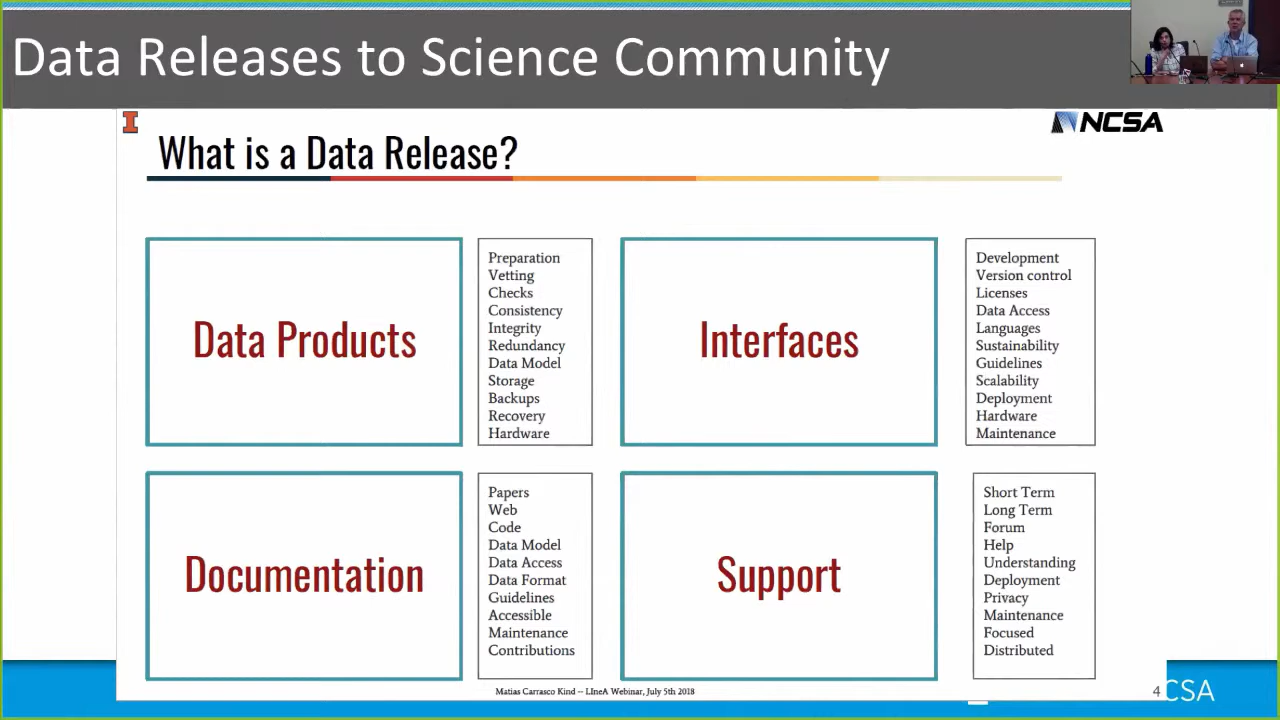 Data Releases to Science Community
I
NCSA
What is a Data Release?
Data Products
Preparation
Vetting
Checks
Consistency
Integrity
Redundancy
Data Model
Storage
Backups
Recovery
Hardware
Interfaces
Development
Version control
Licenses
Data Access
Languages
Sustainability
Guidelines
Scalability
Deployment
Hardware
Maintenance
Documentation
Papers
Web
Code
Data Model
Data Access
Data Format
Guidelines
Accessible
Maintenance
Contributions
Support
Short Term
Long Term
Forum
Help
Understanding
Deployment
Privacy
Maintenance
Focused
Distributed
Matias Carrasco Kind -- LIneA Webinar, July 5th 2018
4
CSA